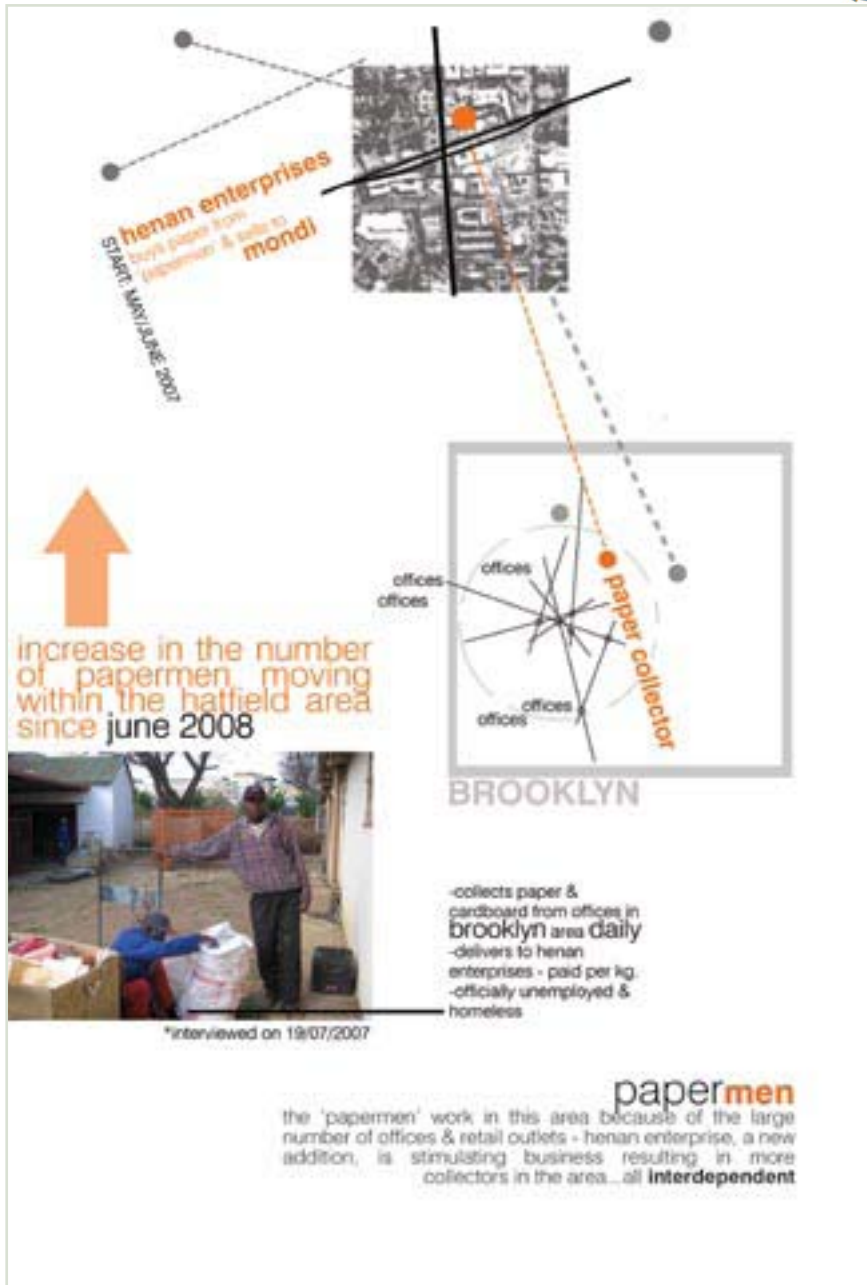 henan enterprises
buys paper from
'papermen' & sells to
mondi
START: MAY/JUNE 2007
offices
offices
offices
paper collector
offices
offices
BROOKLYN
increase in the number
of papermen moving
within the hatfield area
since june 2008
-collects paper &
cardboard from offices in
brooklyn area daily
-delivers to henan
enterprises - paid per kg.
-officially unemployed &
homeless
*interviewed on 19/07/2007
papermen
the 'papermen' work in this area because of the large
number of offices & retail outlets - henan enterprise, a new
addition, is stimulating business resulting in more
collectors in the area...all interdependent